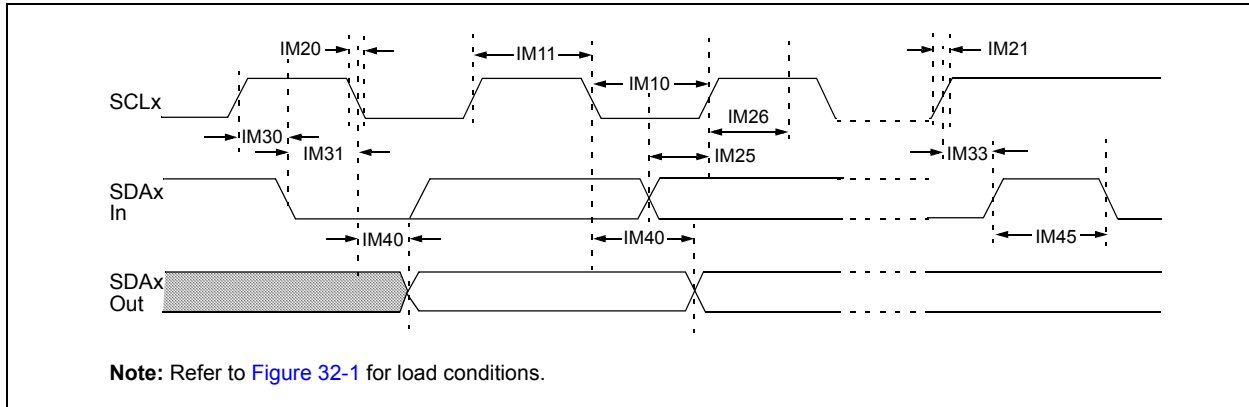 IM20
IM11
IM21
IM10
SCLx
IM26
IM30
IM31
IM25
IM33
SDAx
In
IM40
IM40
IM45
SDAx
Out
Note: Refer to Figure 32-1 for load conditions.